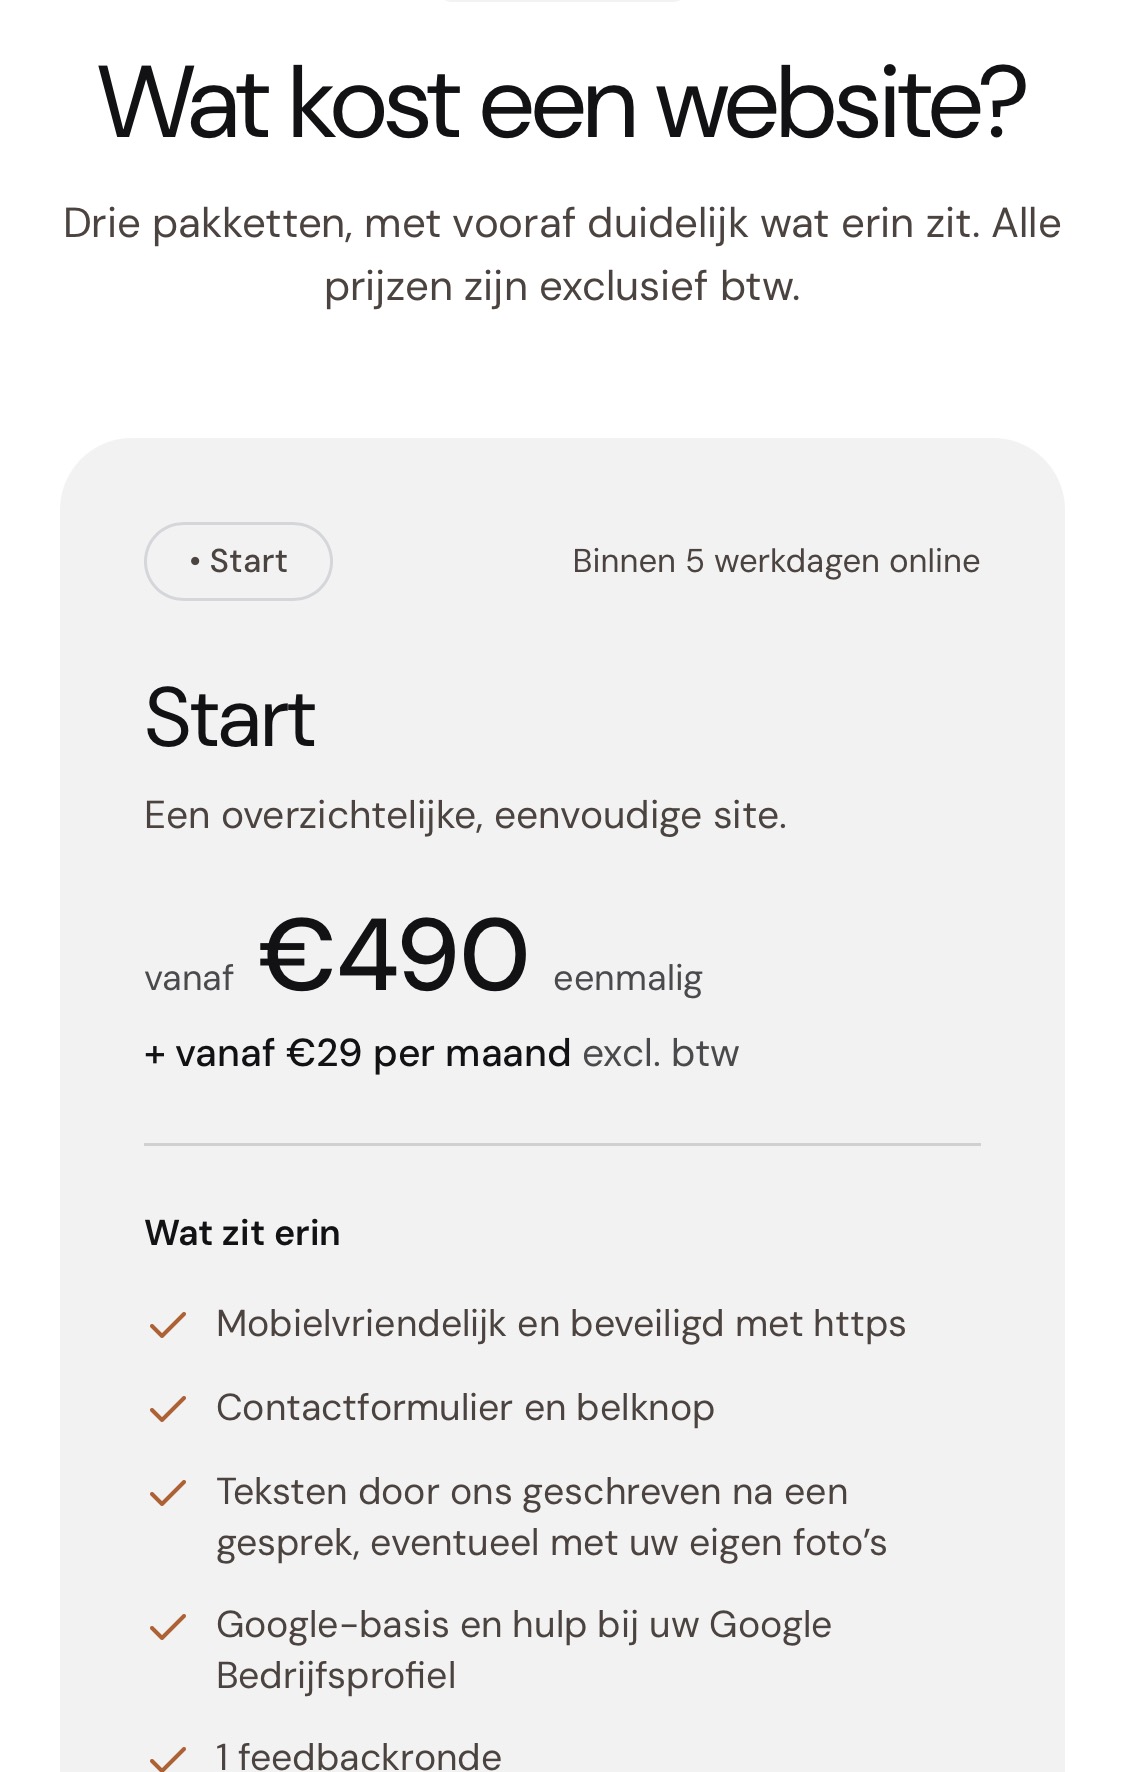 Wat kost een website?
Drie pakketten, met vooraf duidelijk wat erin zit. Alle
prijzen zijn exclusief btw.
• Start
Binnen 5 werkdagen online
Start
Een overzichtelijke, eenvoudige site.
vanaf €490 eenmalig
+ vanaf €29 per maand excl. btw
Wat zit erin
Mobielvriendelijk en beveiligd met https
Contactformulier en belknop
Teksten door ons geschreven na een
gesprek, eventueel met uw eigen foto’s
Google-basis en hulp bij uw Google
Bedrijfsprofiel
1 feedbackronde